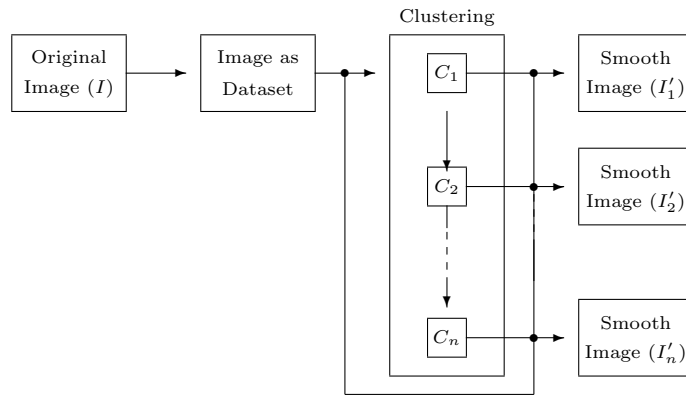 Clustering
Original
Image (I)
Image as
Dataset
C₁
Smooth
Image (I′₁)
C₂
Smooth
Image (I′₂)
Cₙ
Smooth
Image (I′ₙ)